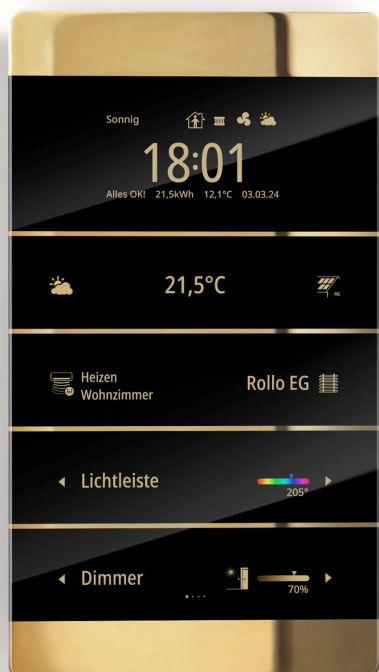 Sonnig
18:01
Alles OK! 21,5kWh 12,1°C 03.03.24
21,5°C
Heizen
Wohnzimmer
Rollo EG
Lichtleiste
205°
Dimmer
70%